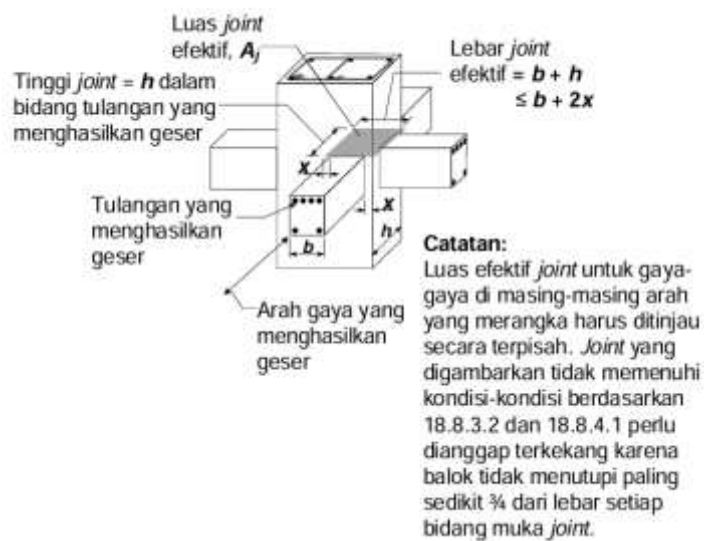 Luas joint
efektif, Aj
Lebar joint
efektif = b + h
≤ b + 2x
Tinggi joint = h dalam
bidang tulangan yang
menghasilkan geser
x
Tulangan yang
menghasilkan
geser
x
h
b
Arah gaya yang
menghasilkan
geser
Catatan:
Luas efektif joint untuk gaya-
gaya di masing-masing arah
yang merangka harus ditinjau
secara terpisah. Joint yang
digambarkan tidak memenuhi
kondisi-kondisi berdasarkan
18.8.3.2 dan 18.8.4.1 perlu
dianggap terkekang karena
balok tidak menutupi paling
sedikit ¾ dari lebar setiap
bidang muka joint.